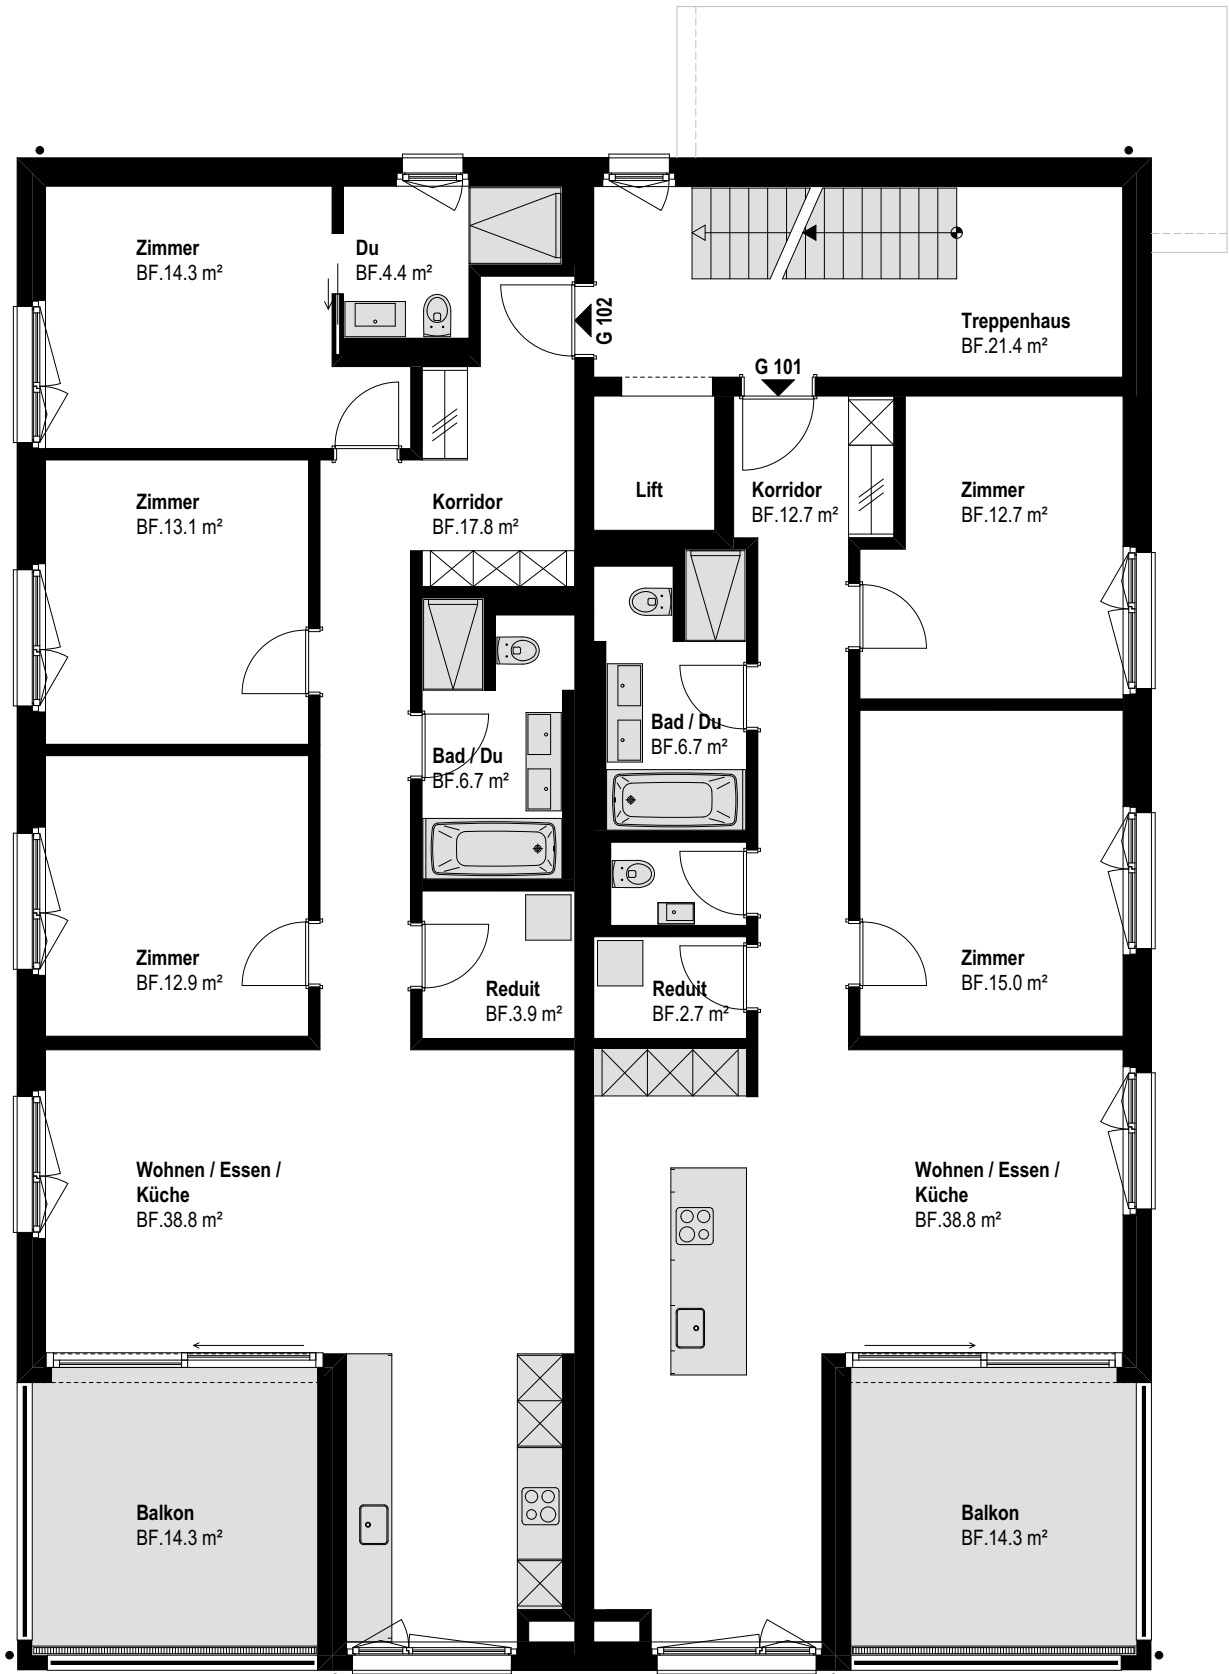 Zimmer
BF.14.3 m²
Du
BF.4.4 m²
G 102
Treppenhaus
BF.21.4 m²
G 101
Zimmer
BF.13.1 m²
Korridor
BF.17.8 m²
Lift
Korridor
BF.12.7 m²
Zimmer
BF.12.7 m²
Bad / Du
BF.6.7 m²
Bad / Du
BF.6.7 m²
Zimmer
BF.12.9 m²
Reduit
BF.3.9 m²
Reduit
BF.2.7 m²
Zimmer
BF.15.0 m²
Wohnen / Essen /
Küche
BF.38.8 m²
Wohnen / Essen /
Küche
BF.38.8 m²
Balkon
BF.14.3 m²
Balkon
BF.14.3 m²